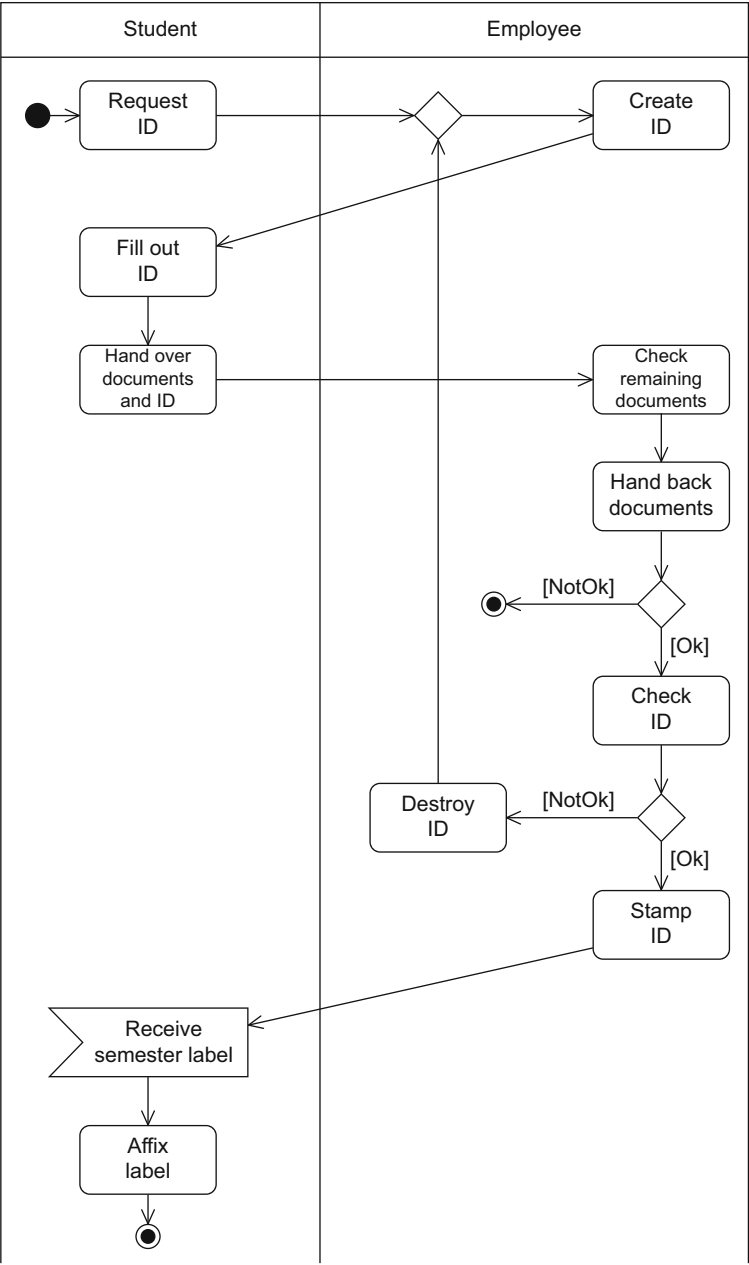 Student
Employee
Request
ID
Create
ID
Fill out
ID
Hand over
documents
and ID
Check
remaining
documents
Hand back
documents
[NotOk]
[Ok]
Check
ID
Destroy
ID
[NotOk]
[Ok]
Stamp
ID
Receive
semester label
Affix
label